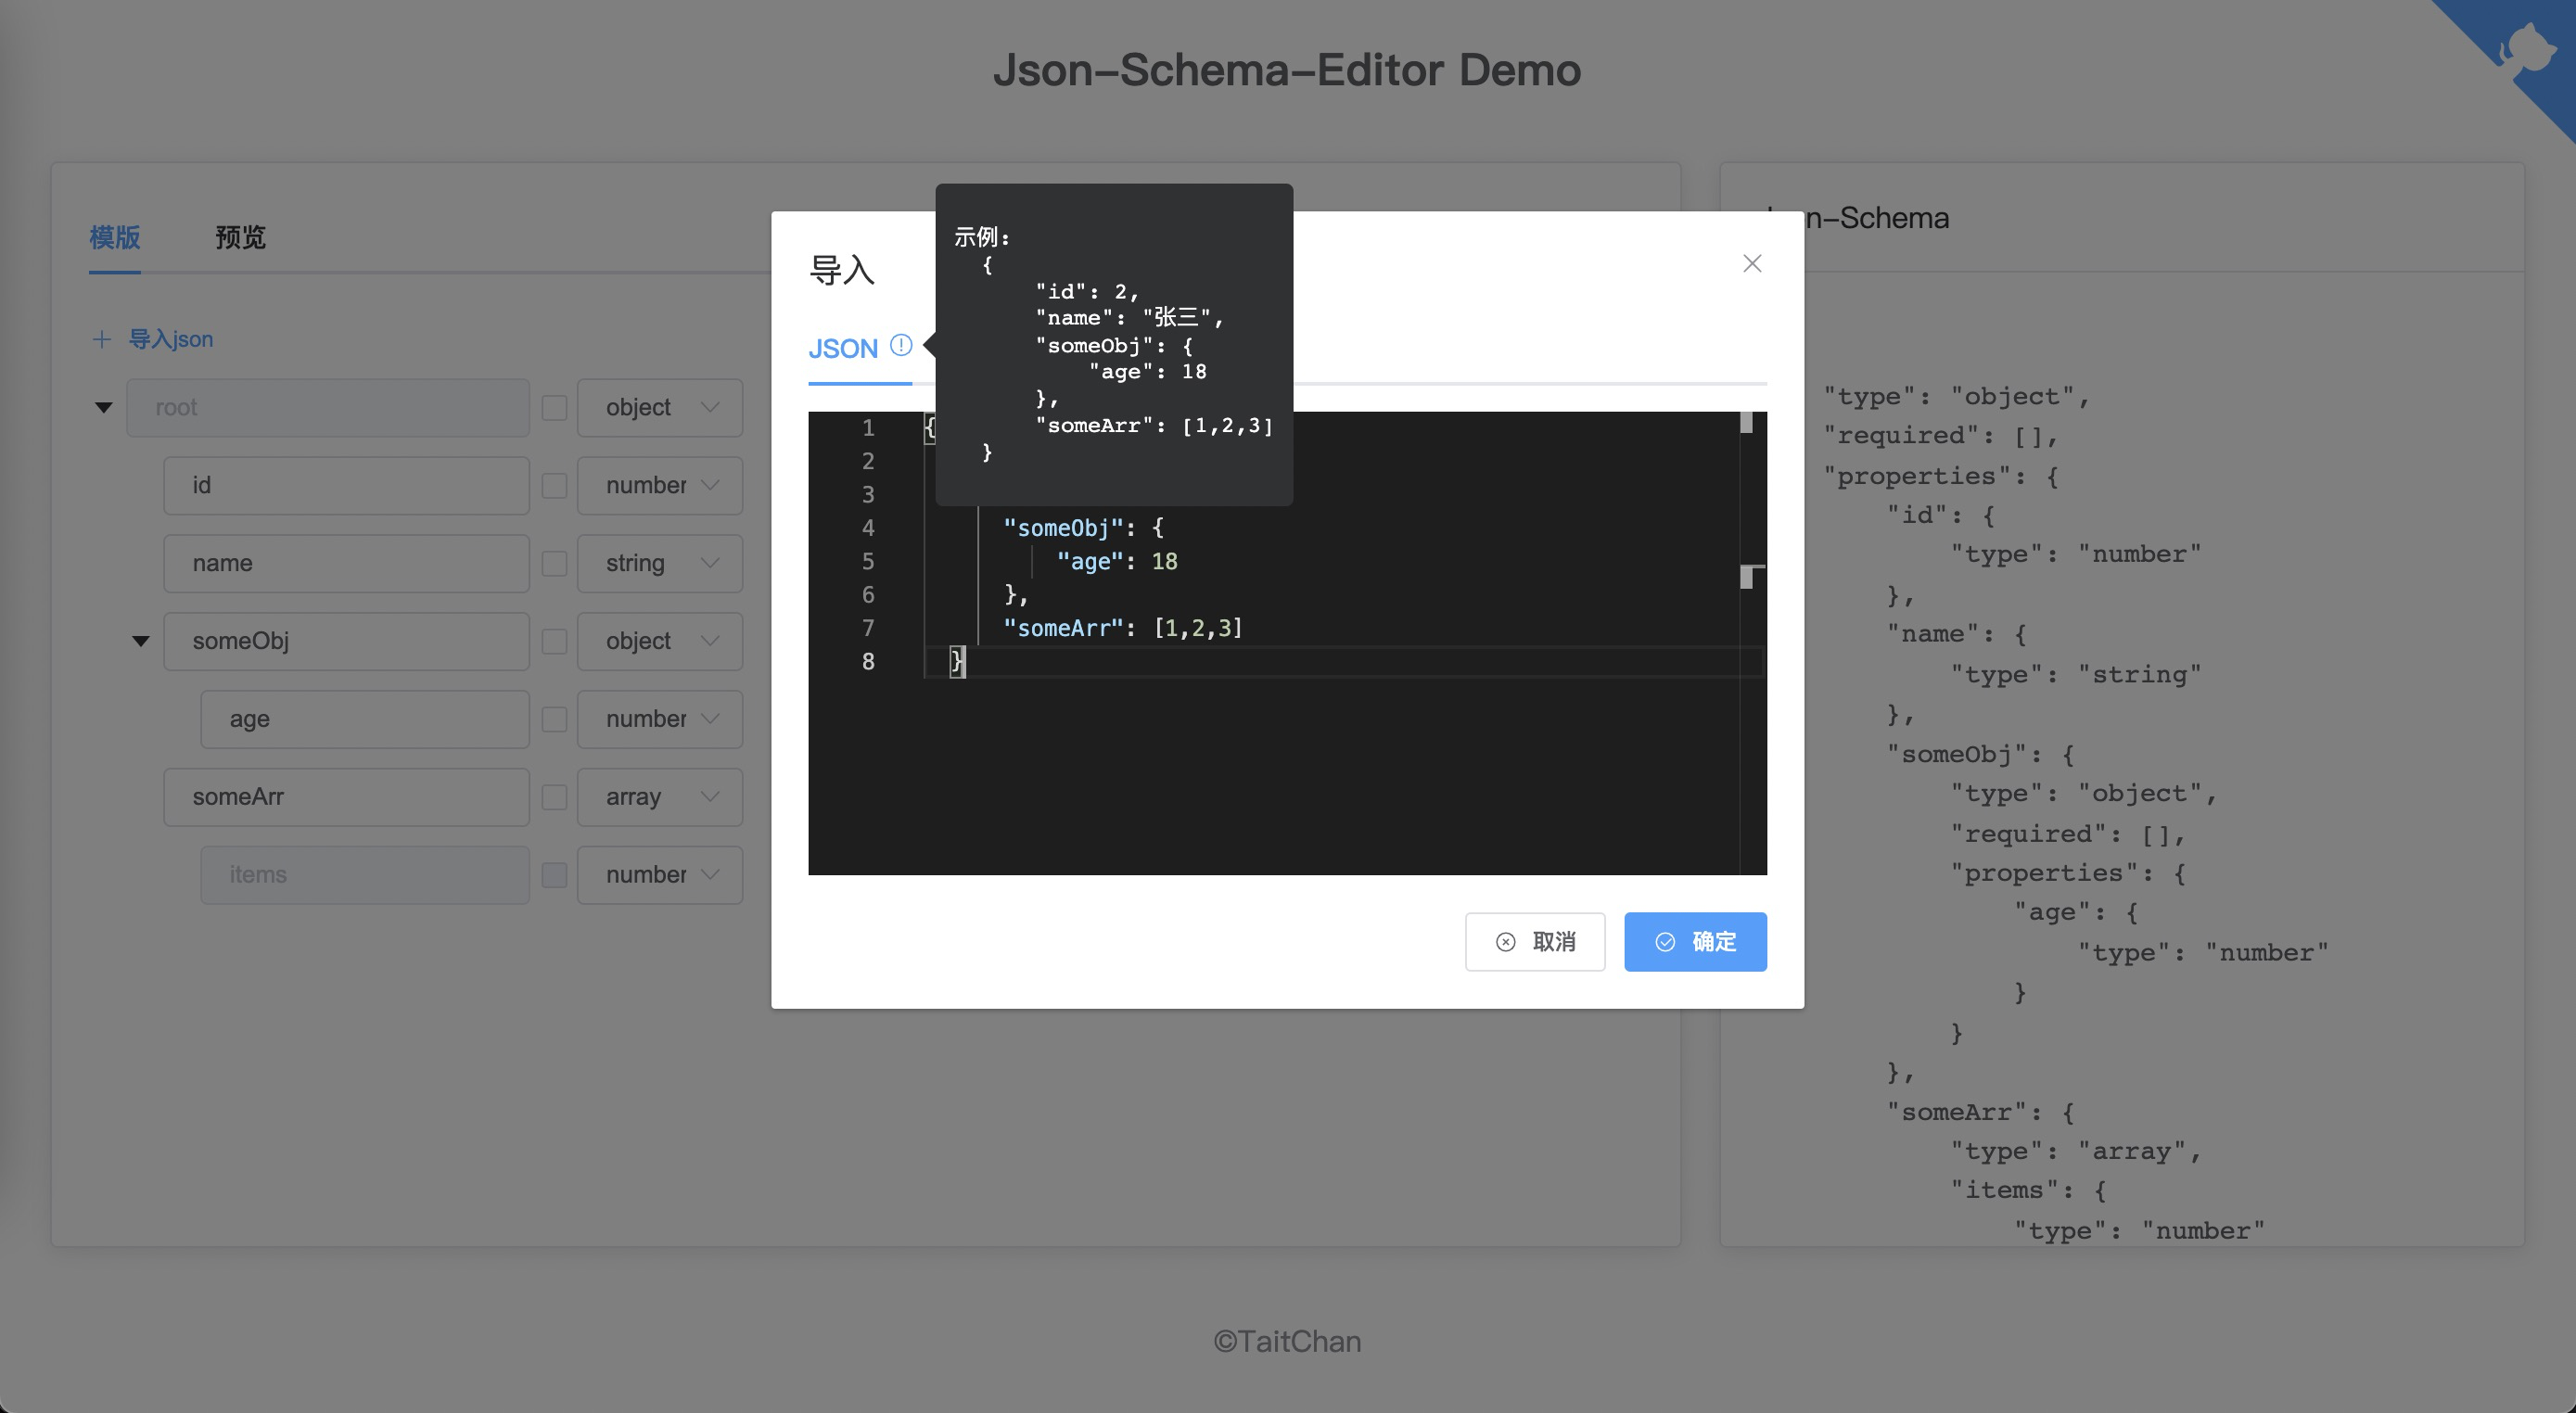 Json-Schema-Editor Demo
模版
预览
导入json
root
object
id
number
name
string
someObj
object
age
number
someArr
array
items
number
导入
JSON
示例:
{
"id": 2,
"name": "张三",
"someObj": {
"age": 18
},
"someArr": [1,2,3]
}
1 {
2
3
4 "someObj": {
5 "age": 18
6 },
7 "someArr": [1,2,3]
8 }
取消
确定
n-Schema
"type": "object",
"required": [],
"properties": {
"id": {
"type": "number"
},
"name": {
"type": "string"
},
"someObj": {
"type": "object",
"required": [],
"properties": {
"age": {
"type": "number"
}
}
},
"someArr": {
"type": "array",
"items": {
"type": "number"
©TaitChan